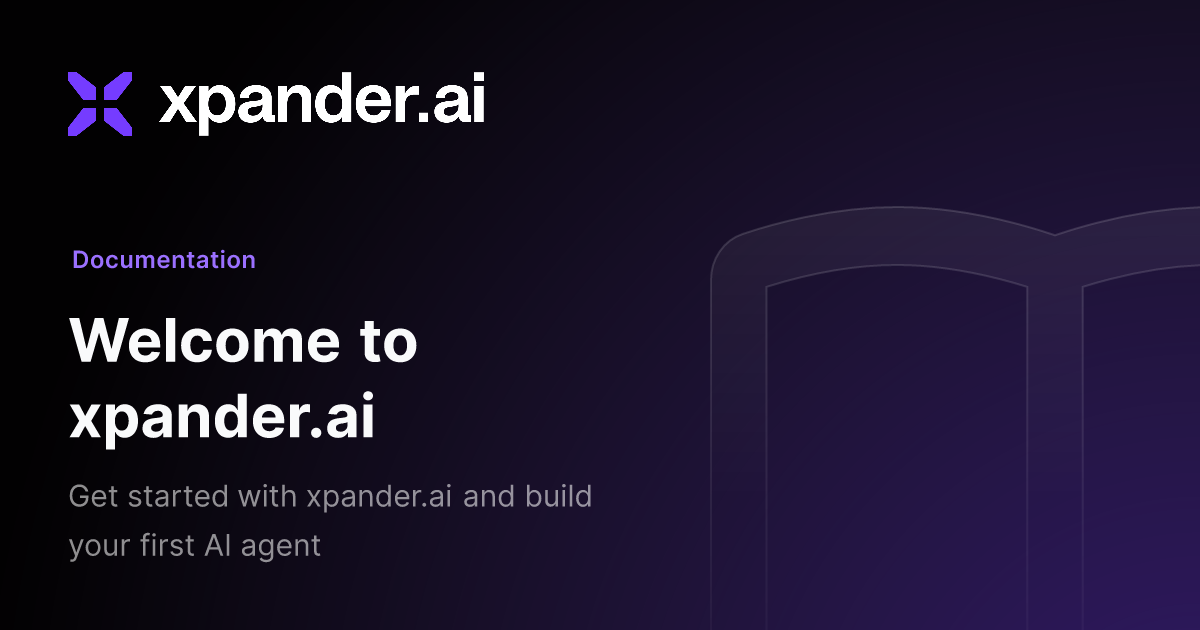 xpander.ai
Documentation
Welcome to
xpander.ai
Get started with xpander.ai and build
your first AI agent